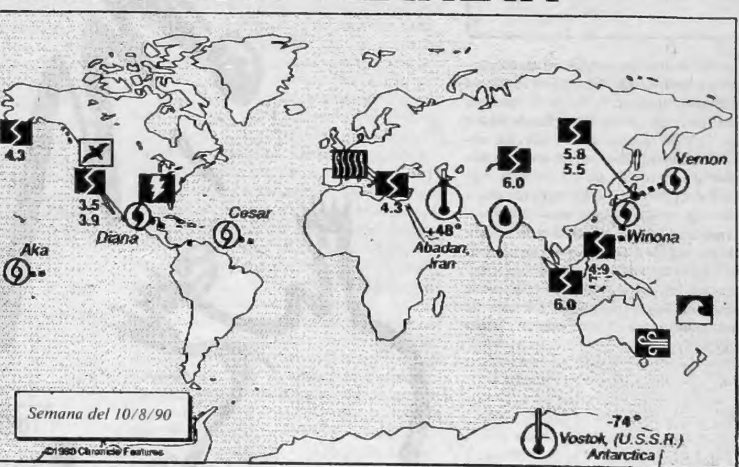 4.3
3.5
3.9
Diana
Aka
Cesar
4.3
+48°
Abadan,
Iran
6.0
5.8
5.5
Vernon
Winona
4.9
6.0
Semana del 10/8/90
©1990 Chronicle Features
-74°
Vostok, (U.S.S.R.)
Antarctica